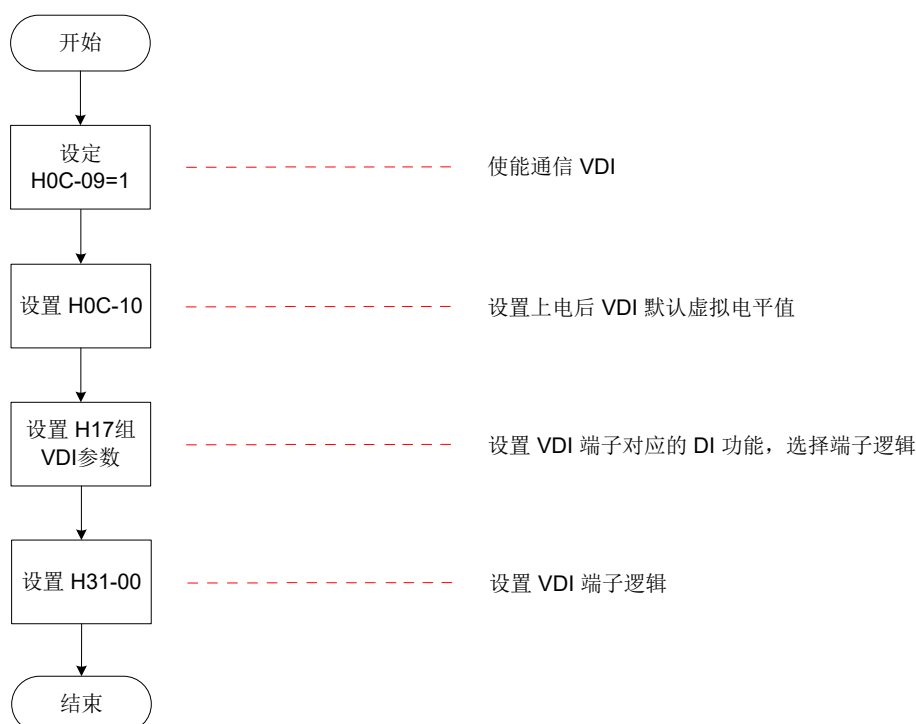 开始
设定
H0C-09=1
使能通信 VDI
设置 H0C-10
设置上电后 VDI 默认虚拟电平值
设置 H17组
VDI参数
设置 VDI 端子对应的 DI 功能，选择端子逻辑
设置 H31-00
设置 VDI 端子逻辑
结束